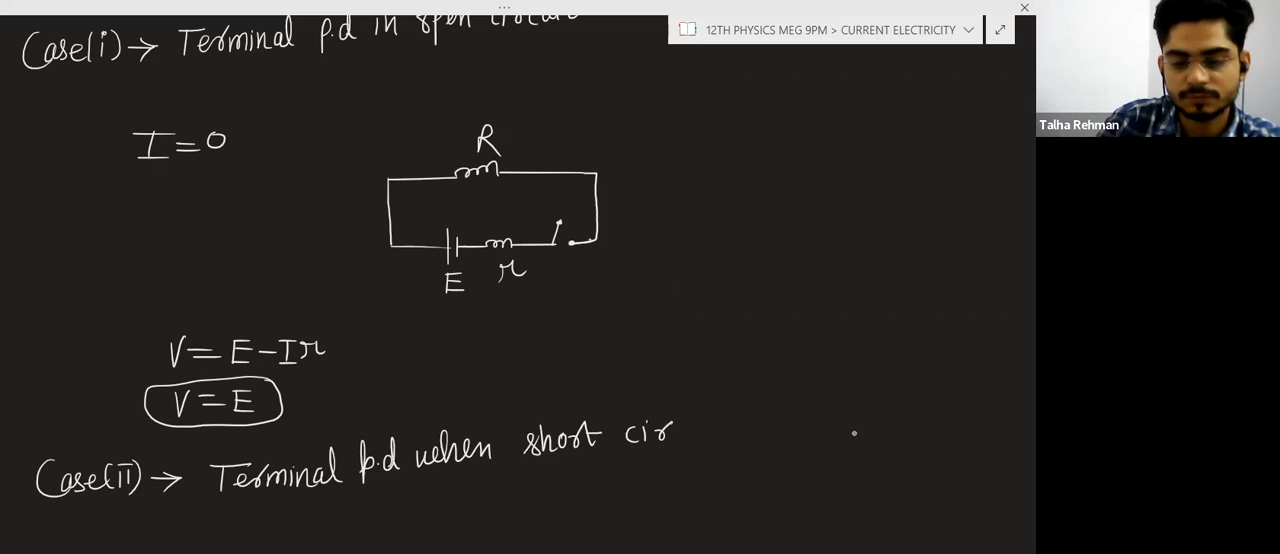 Case(i) → Terminal p.d in open
12TH PHYSICS MEG 9PM > CURRENT ELECTRICITY
Talha Rehman
I = 0
R
E
r
V = E - Ir
V = E
Case(II) → Terminal p.d when short cir